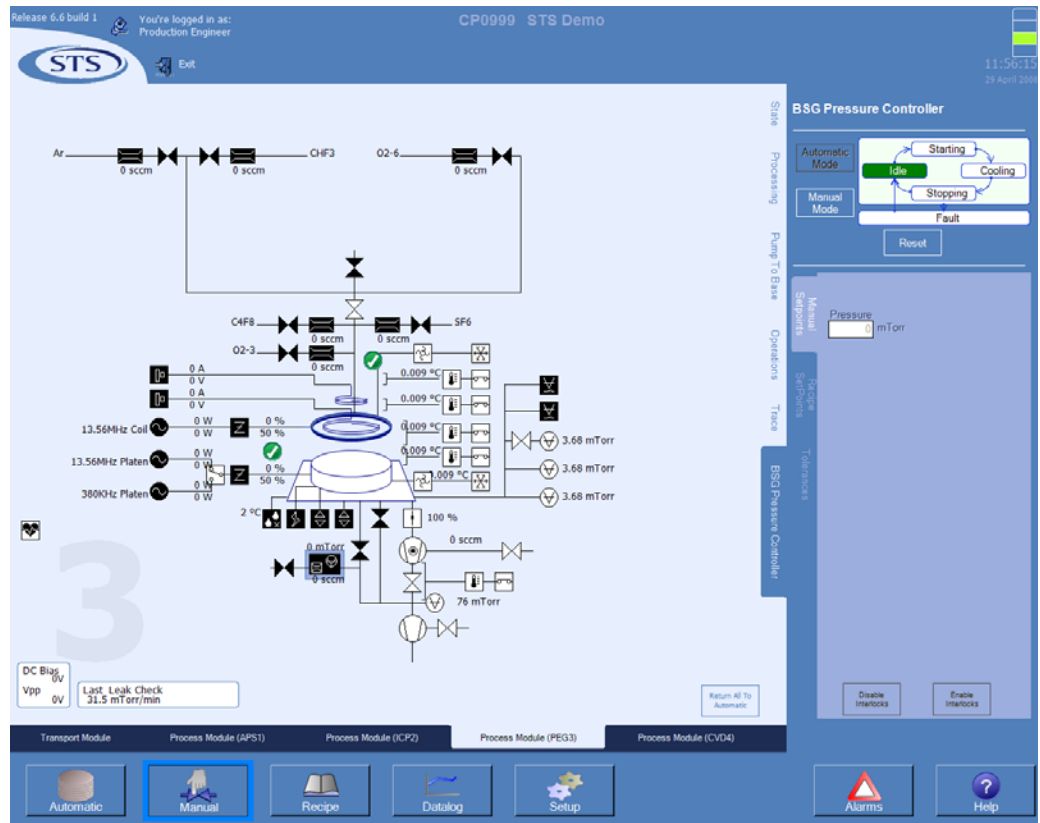 Release 6.6 build 1
You're logged in as:
Production Engineer
CP0999 STS Demo
STS
Exit
11:56:15
29 April 2008
Ar
0 sccm
0 sccm
CHF3
O2-6
0 sccm
C4F8
0 sccm
0 sccm
SF6
O2-3
0 sccm
0 A
0 V
0 A
0 V
0.009 ºC
0.009 ºC
0.009 ºC
0.009 ºC
0.009 ºC
13.56MHz Coil
0 W
0 W
0 %
50 %
13.56MHz Platen
0 W
0 W
0 %
50 %
380KHz Platen
0 W
0 W
3.68 mTorr
3.68 mTorr
3.68 mTorr
2 ºC
100 %
0 mTorr
0 sccm
0 sccm
76 mTorr
3
DC Bias
0V
Vpp
0V
Last Leak Check
31.5 mTorr/min
Return All To
Automatic
State
Processing
Pump To Base
Operations
Trace
BSG Pressure Controller
BSG Pressure Controller
Automatic
Mode
Manual
Mode
Starting
Idle
Cooling
Stopping
Fault
Reset
Manual
Setpoints
Recipe
SetPoints
Tolerances
Pressure
0 mTorr
Disable
Interlocks
Enable
Interlocks
Transport Module
Process Module (APS1)
Process Module (ICP2)
Process Module (PEG3)
Process Module (CVD4)
Automatic
Manual
Recipe
Datalog
Setup
Alarms
Help